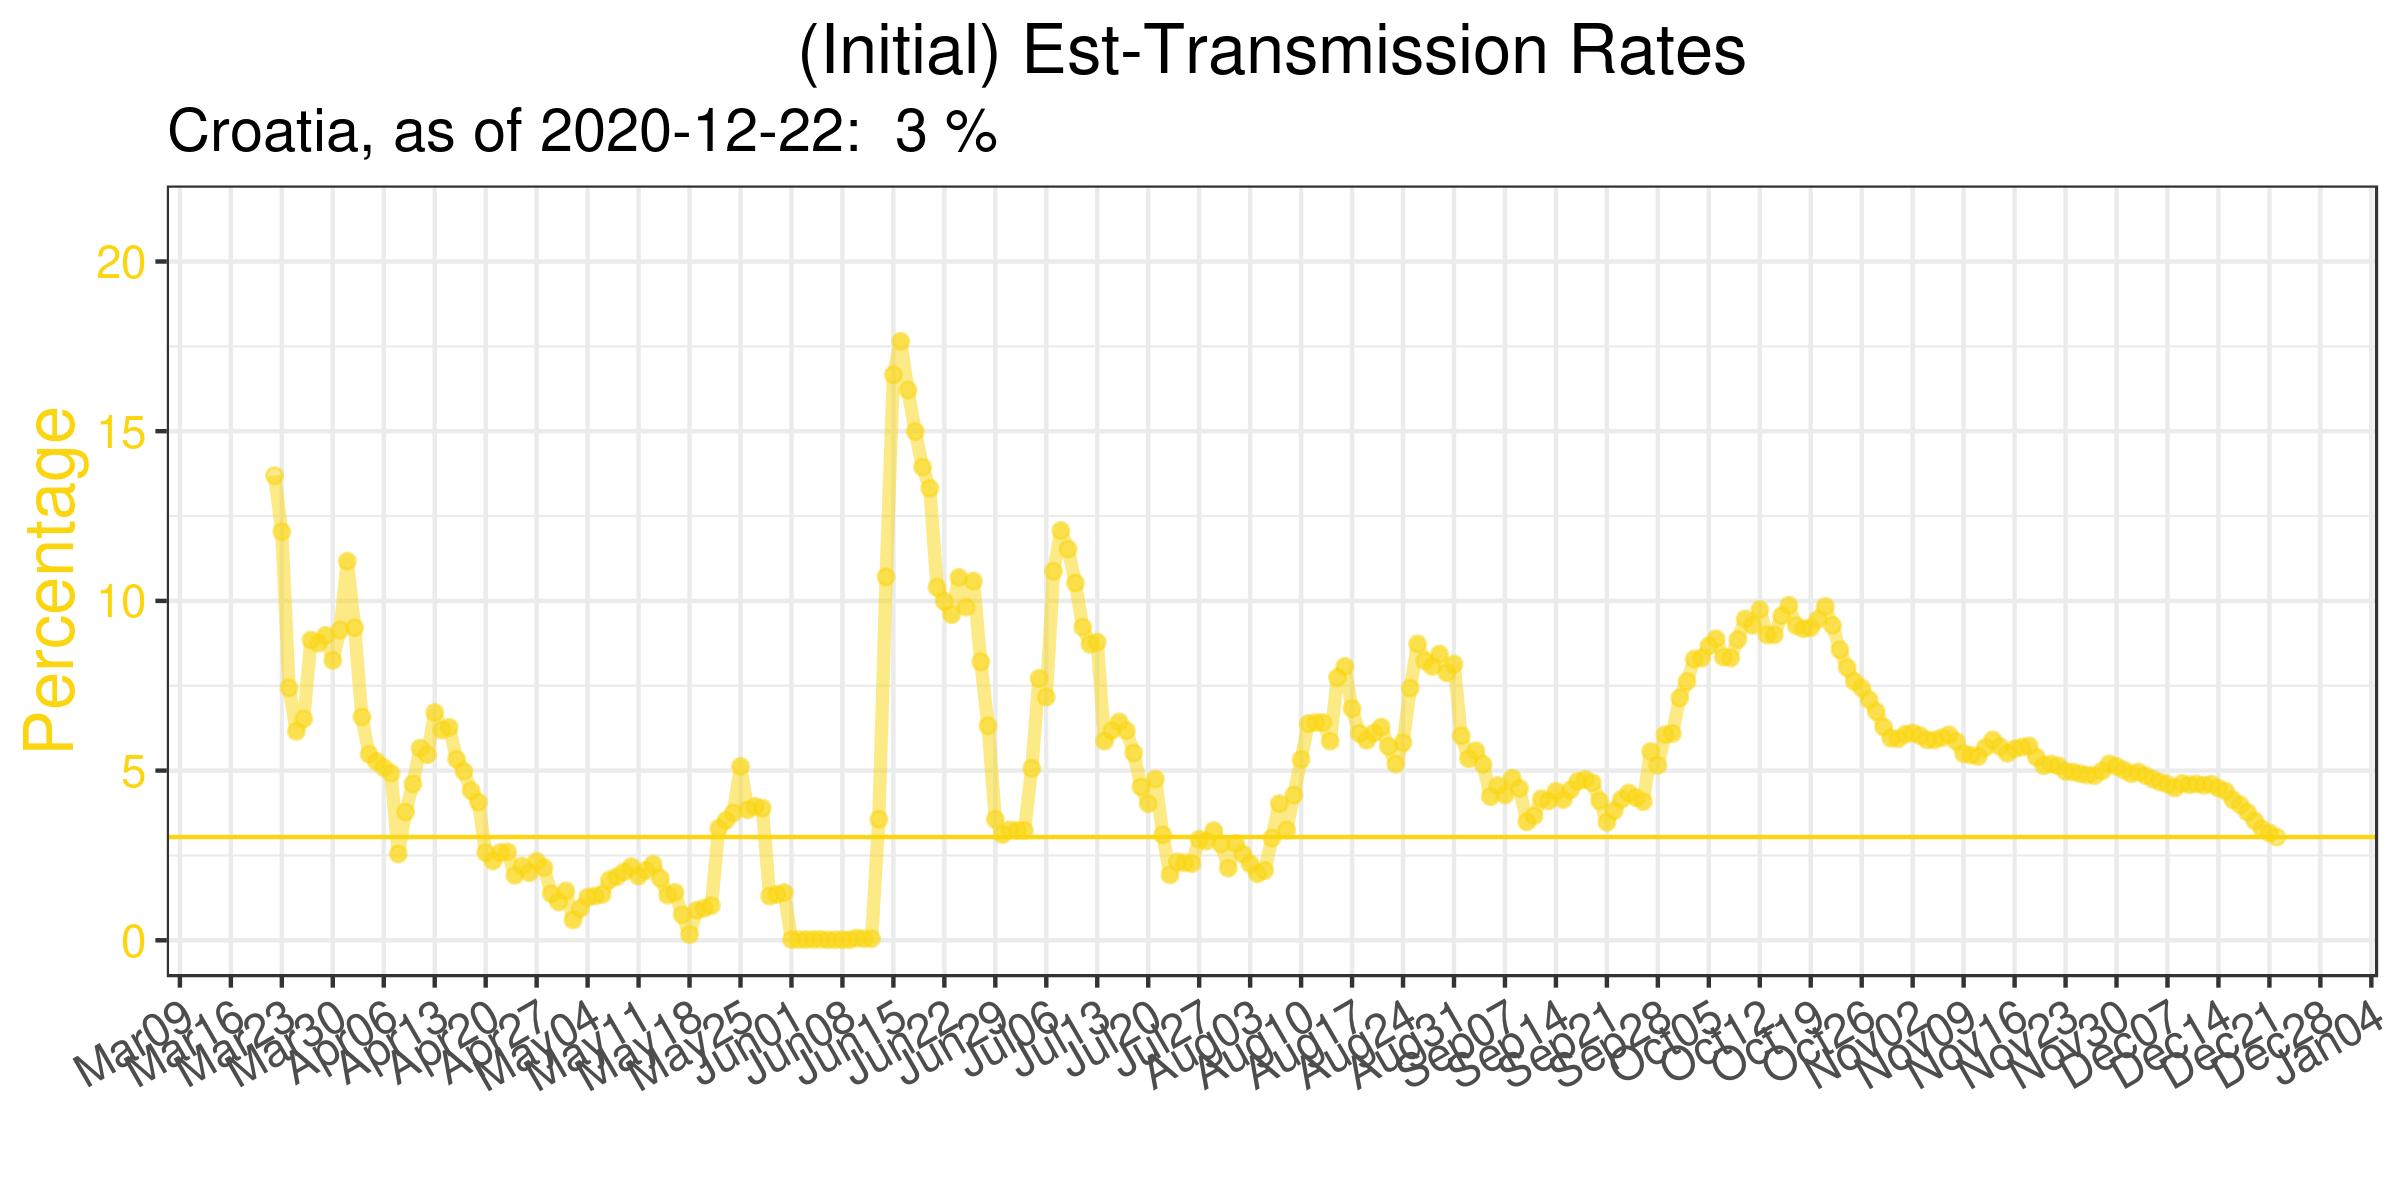 (Initial) Est-Transmission Rates
Croatia, as of 2020-12-22:  3 %
Percentage
20
15
10
5
0
Mar09
Mar16
Mar23
Mar30
Apr06
Apr13
Apr20
Apr27
May04
May11
May18
May25
Jun01
Jun08
Jun15
Jun22
Jun29
Jul06
Jul13
Jul20
Jul27
Aug03
Aug10
Aug17
Aug24
Aug31
Sep07
Sep14
Sep21
Sep28
Oct05
Oct12
Oct19
Oct26
Nov02
Nov09
Nov16
Nov23
Nov30
Dec07
Dec14
Dec21
Dec28
Jan04